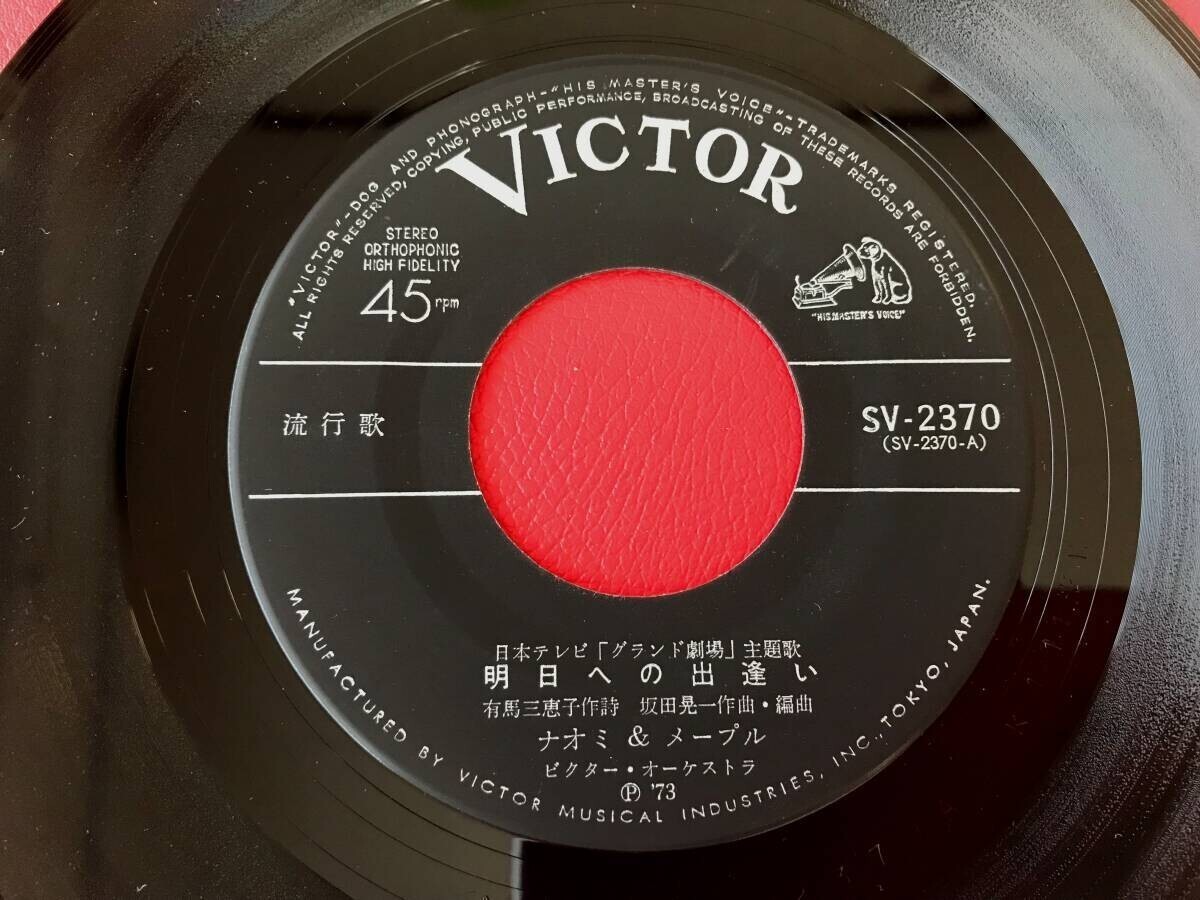 "VICTOR"-DOG AND PHONOGRAPH-"HIS MASTER'S VOICE"-TRADEMARKS REGISTERED.
ALL RIGHTS RESERVED, COPYING, PUBLIC PERFORMANCE, BROADCASTING OF THESE RECORDS ARE FORBIDDEN.
VICTOR
STEREO
ORTHOPHONIC
HIGH FIDELITY
45 rpm
"HIS MASTER'S VOICE"
流行歌
SV-2370
(SV-2370-A)
日本テレビ「グランド劇場」主題歌
明日への出逢い
有馬三恵子作詩 坂田晃一作曲・編曲
ナオミ & メープル
ビクター・オーケストラ
Ⓟ '73
MANUFACTURED BY VICTOR MUSICAL INDUSTRIES, INC., TOKYO, JAPAN.